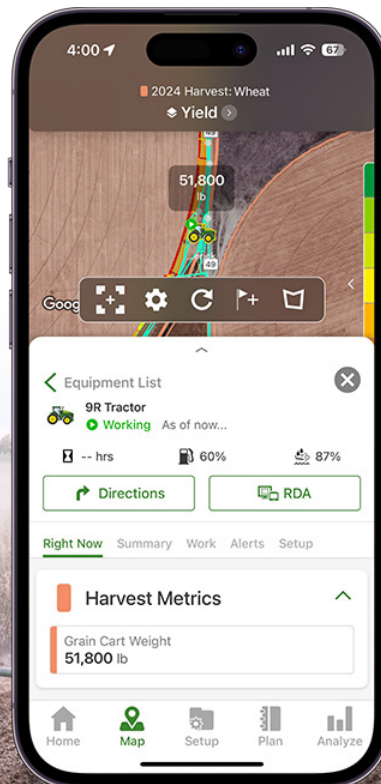 4:00
67
2024 Harvest: Wheat
Yield
49
51,800
lb
49
Goog
Equipment List
9R Tractor
Working As of now...
-- hrs 60% 87%
Directions RDA
Right Now Summary Work Alerts Setup
Harvest Metrics
Grain Cart Weight
51,800 lb
Home Map Setup Plan Analyze